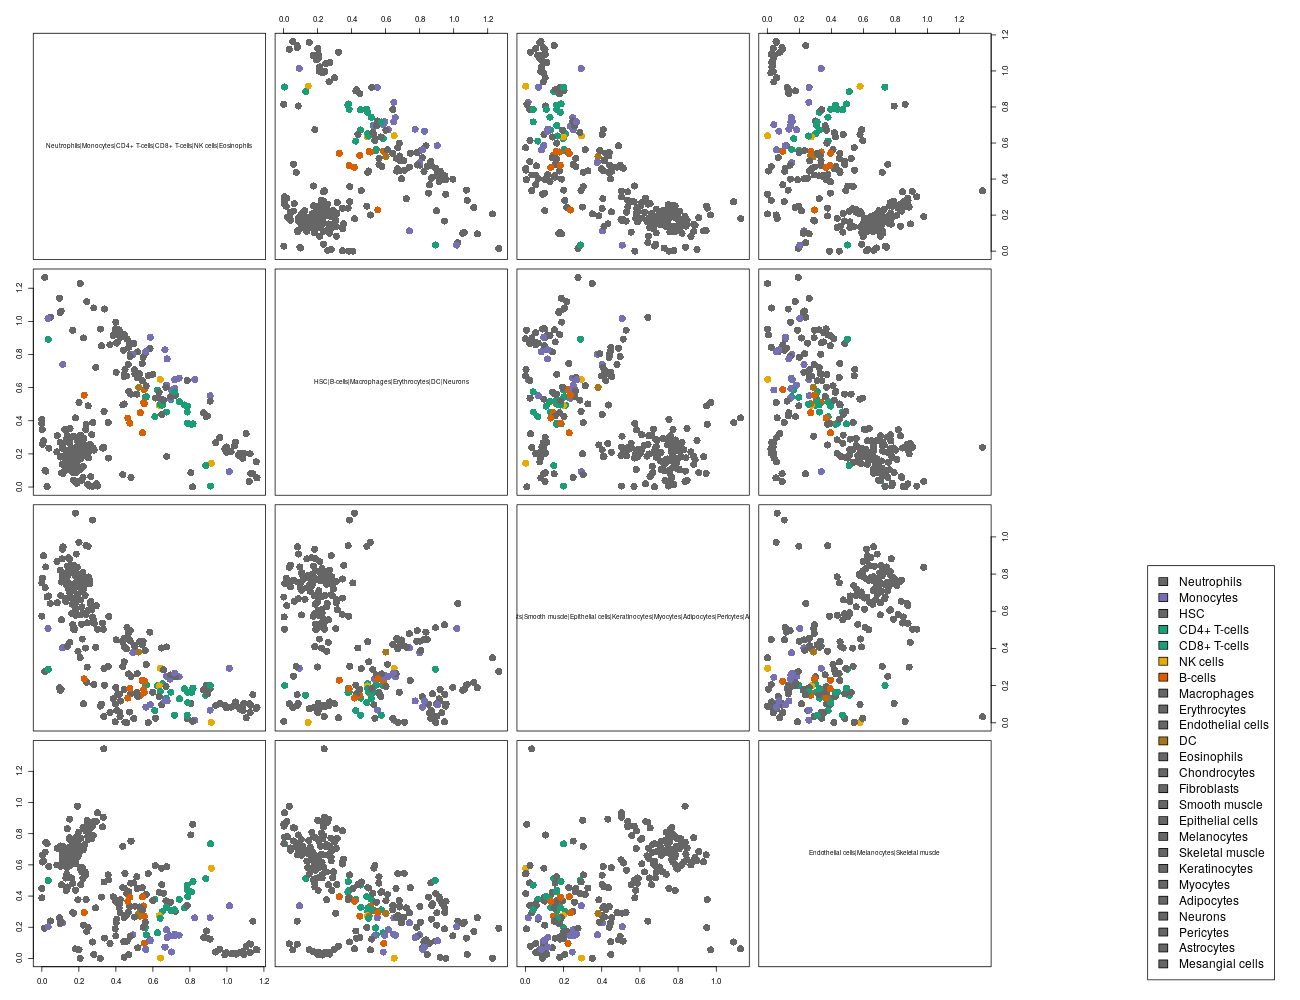 0.0 0.2 0.4 0.6 0.8 1.0 1.2
0.0 0.2 0.4 0.6 0.8 1.0 1.2
Neutrophils|Monocytes|CD4+ T-cells|CD8+ T-cells|NK cells|Eosinophils
0.0 0.2 0.4 0.6 0.8 1.0 1.2
0.0 0.2 0.4 0.6 0.8 1.0 1.2
HSC|B-cells|Macrophages|Erythrocytes|DC|Neurons
ts|Smooth muscle|Epithelial cells|Keratinocytes|Myocytes|Adipocytes|Pericytes|A
0.0 0.2 0.4 0.6 0.8 1.0
0.0 0.2 0.4 0.6 0.8 1.0 1.2
Endothelial cells|Melanocytes|Skeletal muscle
0.0 0.2 0.4 0.6 0.8 1.0 1.2
0.0 0.2 0.4 0.6 0.8 1.0
Neutrophils
Monocytes
HSC
CD4+ T-cells
CD8+ T-cells
NK cells
B-cells
Macrophages
Erythrocytes
Endothelial cells
DC
Eosinophils
Chondrocytes
Fibroblasts
Smooth muscle
Epithelial cells
Melanocytes
Skeletal muscle
Keratinocytes
Myocytes
Adipocytes
Neurons
Pericytes
Astrocytes
Mesangial cells